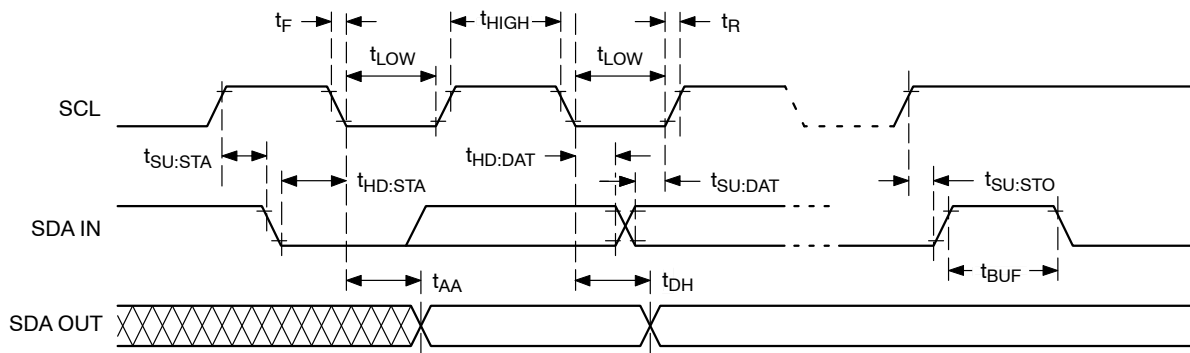 tF
tHIGH
tR
tLOW
tLOW
SCL
tSU:STA
tHD:STA
tHD:DAT
tSU:DAT
tSU:STO
SDA IN
tBUF
tAA
tDH
SDA OUT